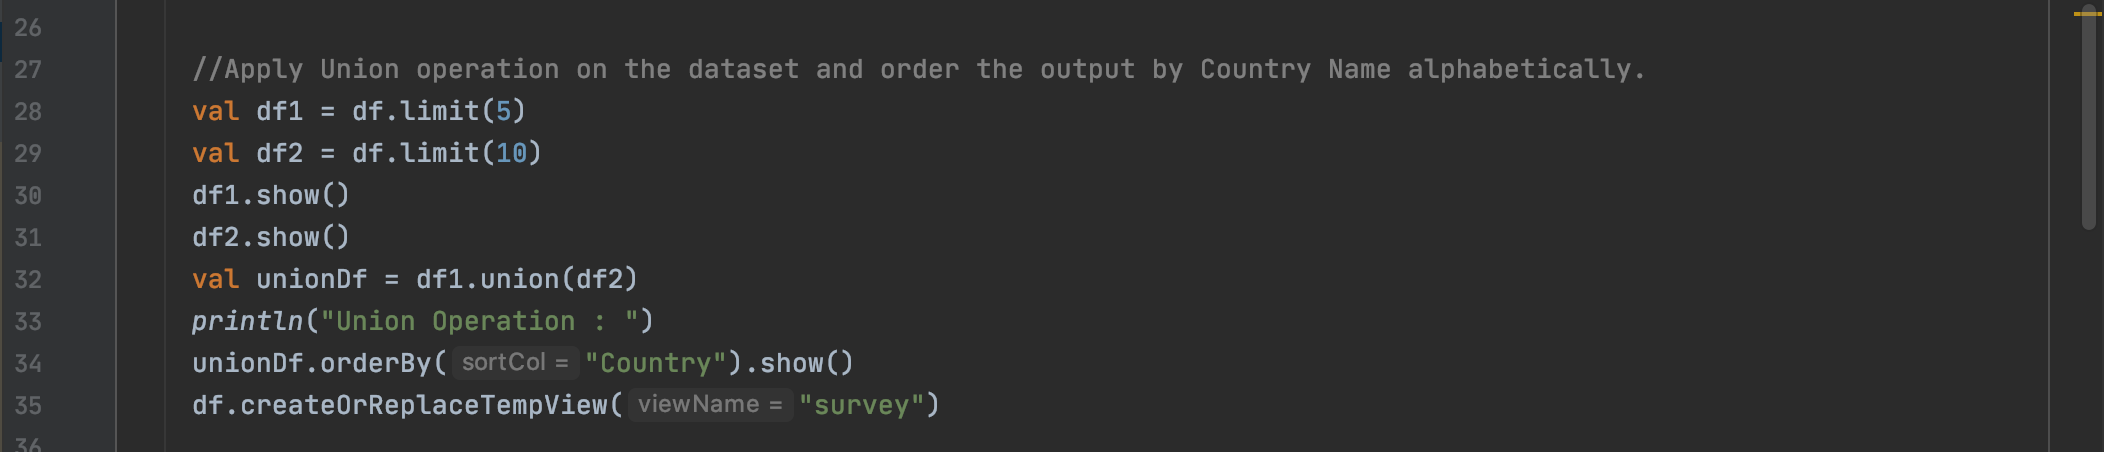 26
27 //Apply Union operation on the dataset and order the output by Country Name alphabetically.
28 val df1 = df.limit(5)
29 val df2 = df.limit(10)
30 df1.show()
31 df2.show()
32 val unionDf = df1.union(df2)
33 println("Union Operation : ")
34 unionDf.orderBy( sortCol = "Country").show()
35 df.createOrReplaceTempView( viewName = "survey")
36